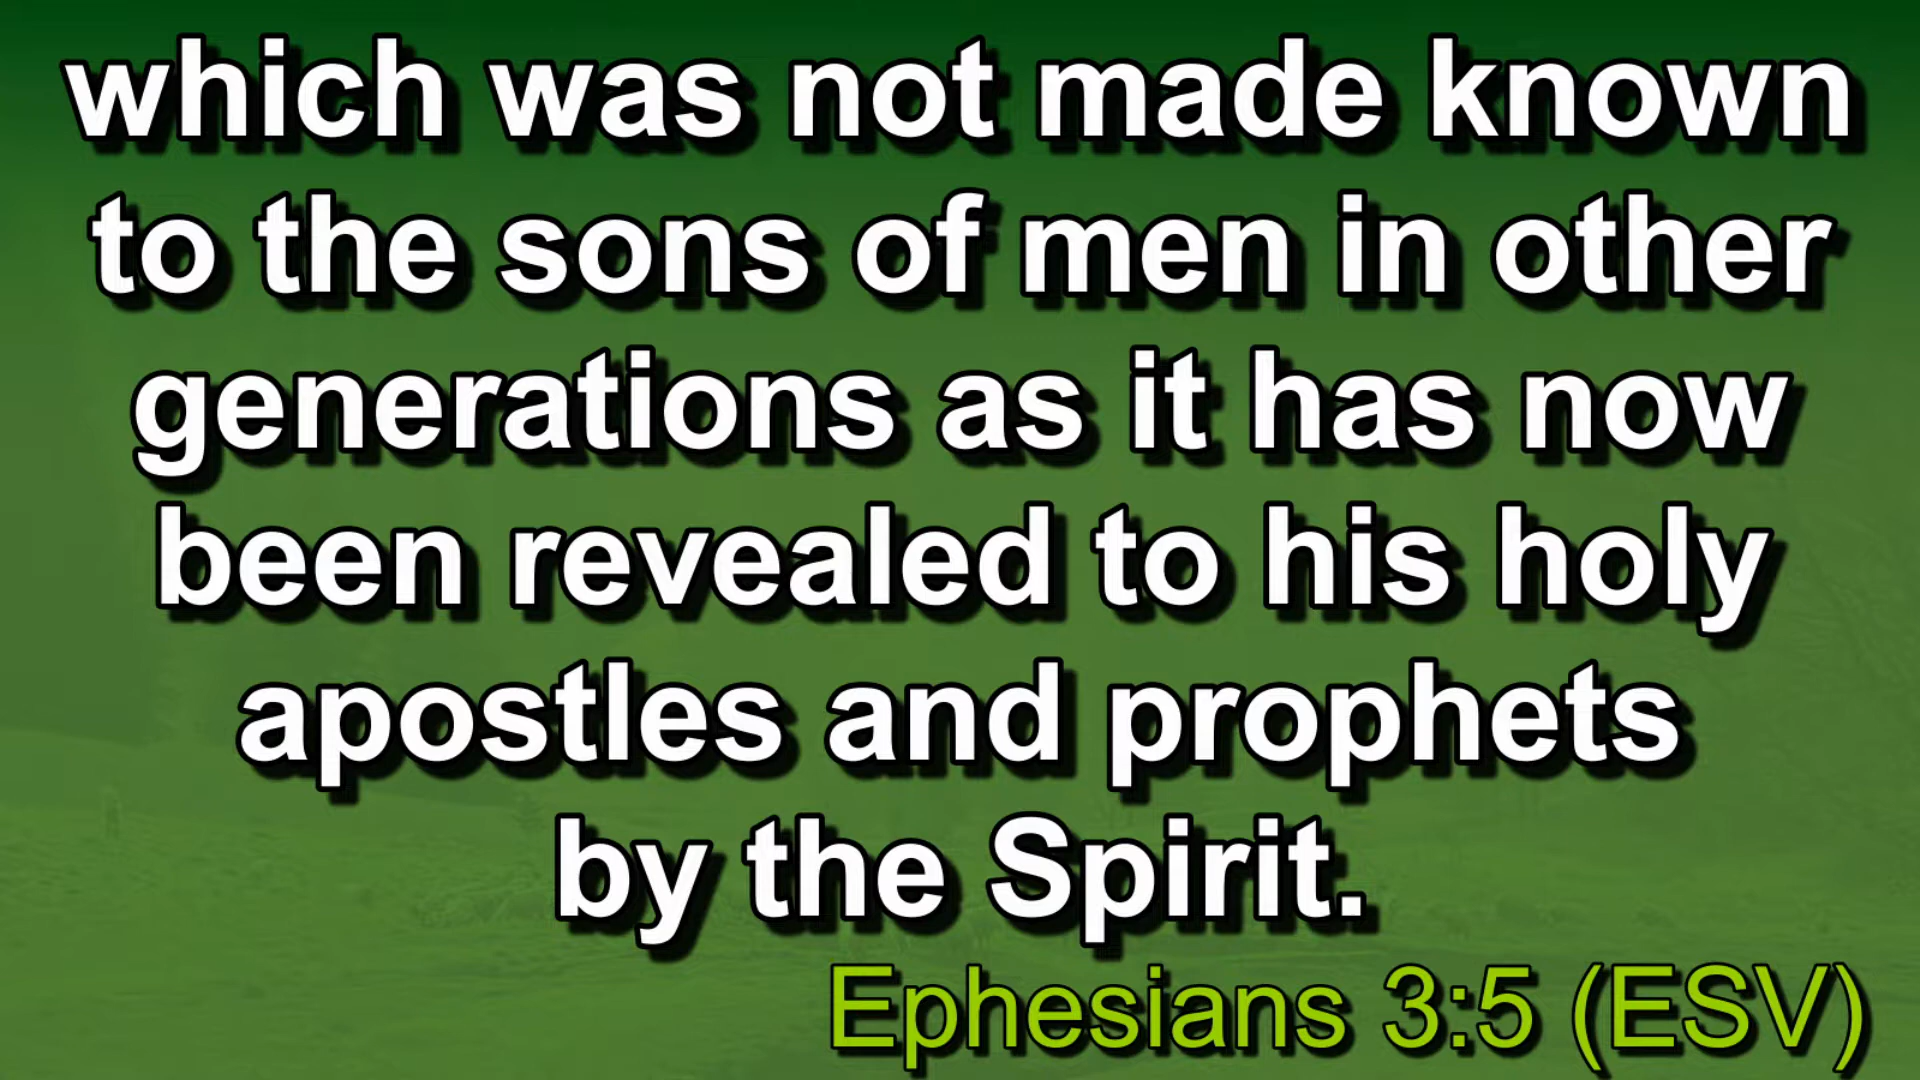 which was not made known
to the sons of men in other
generations as it has now
been revealed to his holy
apostles and prophets
by the Spirit.
Ephesians 3:5 (ESV)